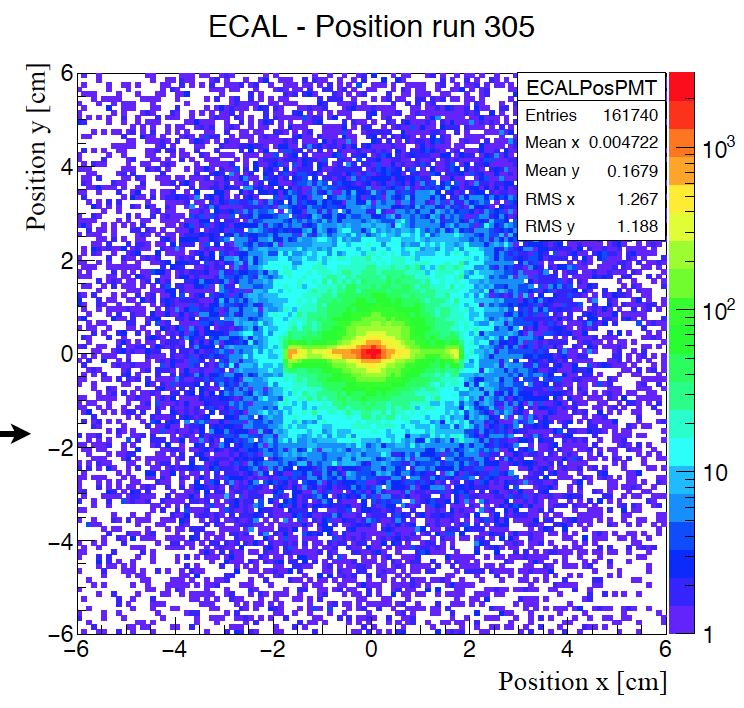 ECAL - Position run 305
Position y [cm]
6
4
2
0
−2
−4
−6
−6
−4
−2
0
2
4
6
Position x [cm]
ECALPosPMT
Entries 161740
Mean x 0.004722
Mean y 0.1679
RMS x 1.267
RMS y 1.188
10³
10²
10
1